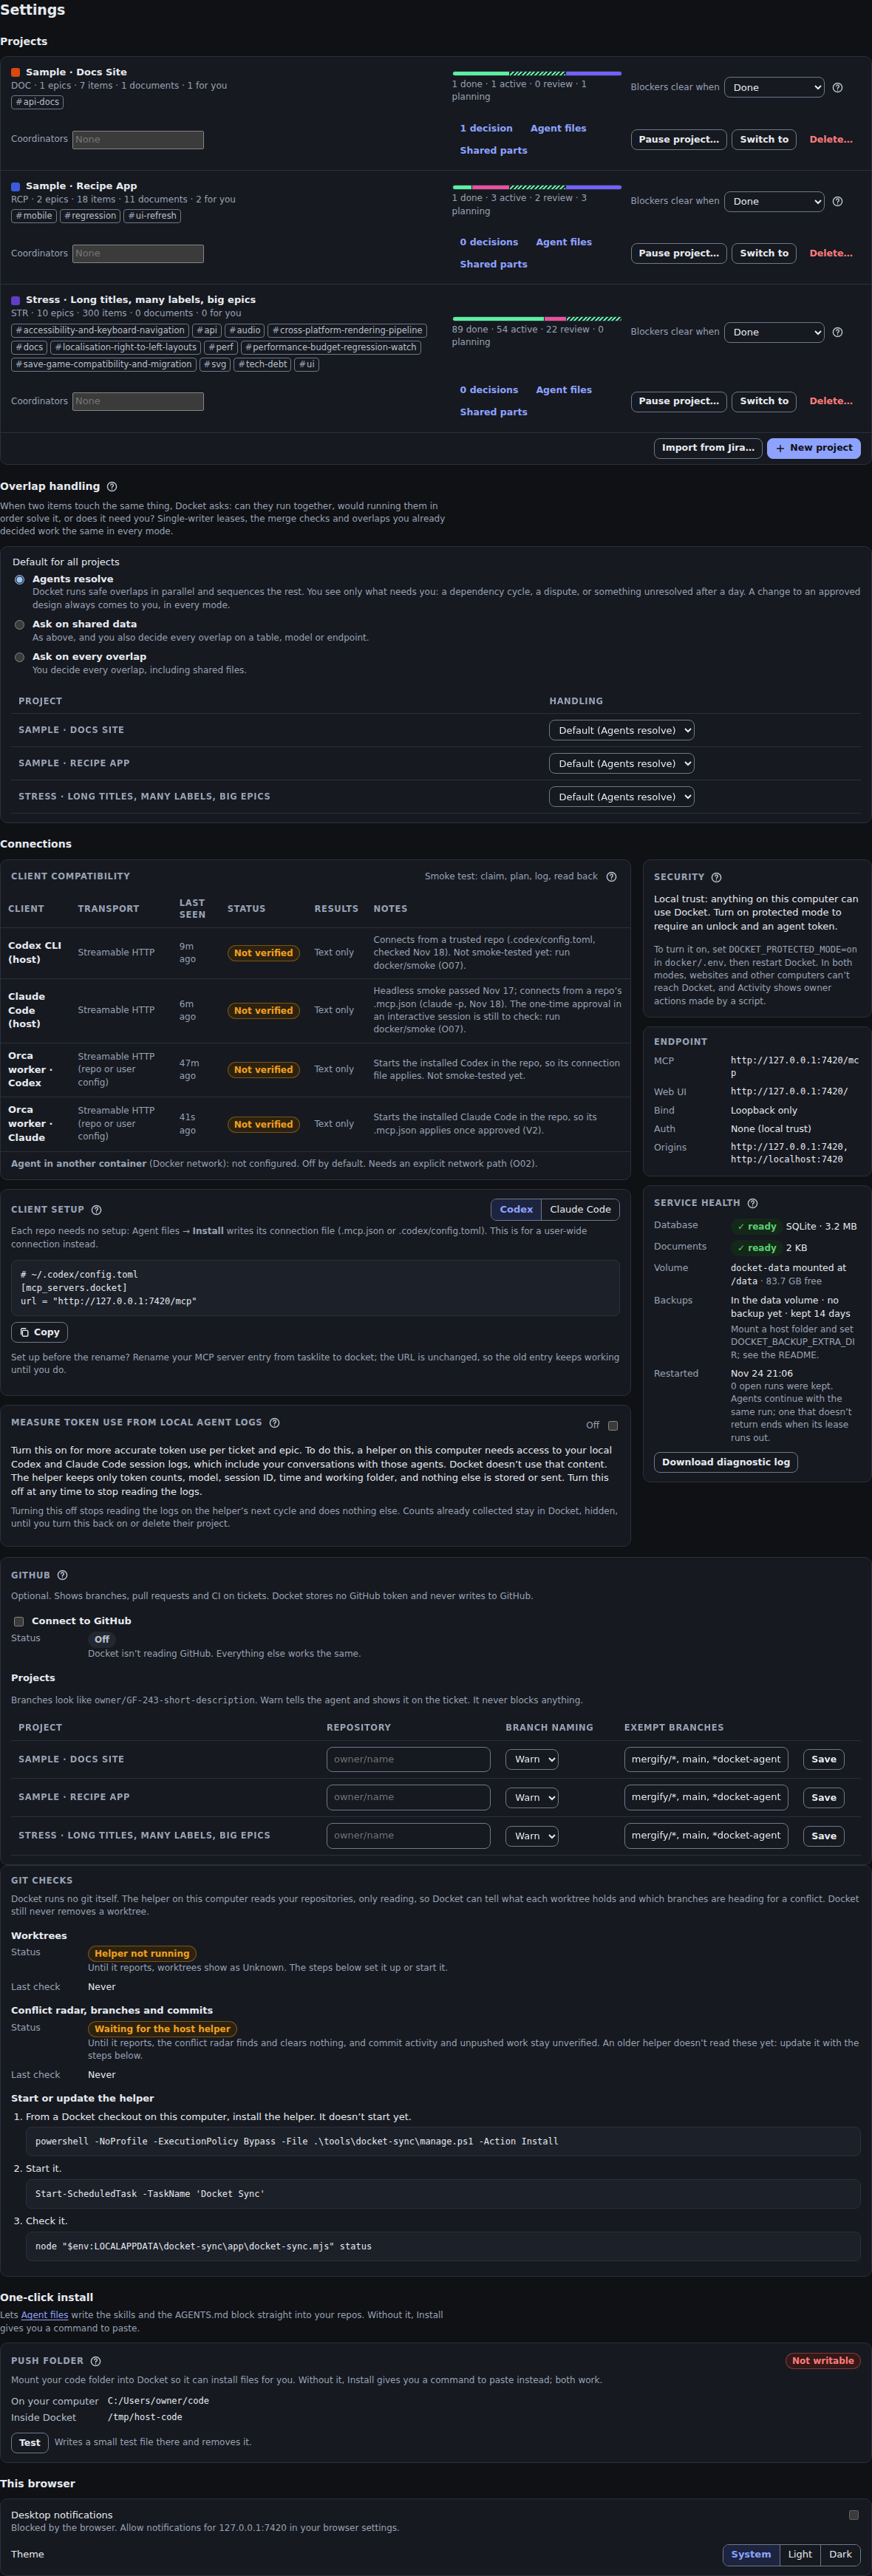 Settings
Projects
Sample · Docs Site
DOC · 1 epics · 7 items · 1 documents · 1 for you
#api-docs
1 done · 1 active · 0 review · 1
planning
Blockers clear when Done
Coordinators None
1 decision Agent files
Shared parts
Pause project… Switch to Delete…
Sample · Recipe App
RCP · 2 epics · 18 items · 11 documents · 2 for you
#mobile #regression #ui-refresh
1 done · 3 active · 2 review · 3
planning
Blockers clear when Done
Coordinators None
0 decisions Agent files
Shared parts
Pause project… Switch to Delete…
Stress · Long titles, many labels, big epics
STR · 10 epics · 300 items · 0 documents · 0 for you
#accessibility-and-keyboard-navigation #api #audio #cross-platform-rendering-pipeline
#docs #localisation-right-to-left-layouts #perf #performance-budget-regression-watch
#save-game-compatibility-and-migration #svg #tech-debt #ui
89 done · 54 active · 22 review · 0
planning
Blockers clear when Done
Coordinators None
0 decisions Agent files
Shared parts
Pause project… Switch to Delete…
Import from Jira… + New project
Overlap handling
When two items touch the same thing, Docket asks: can they run together, would running them in
order solve it, or does it need you? Single-writer leases, the merge checks and overlaps you already
decided work the same in every mode.
Default for all projects
Agents resolve
Docket runs safe overlaps in parallel and sequences the rest. You see only what needs you: a dependency cycle, a dispute, or something unresolved after a day. A change to an approved
design always comes to you, in every mode.
Ask on shared data
As above, and you also decide every overlap on a table, model or endpoint.
Ask on every overlap
You decide every overlap, including shared files.
PROJECT HANDLING
SAMPLE · DOCS SITE Default (Agents resolve)
SAMPLE · RECIPE APP Default (Agents resolve)
STRESS · LONG TITLES, MANY LABELS, BIG EPICS Default (Agents resolve)
Connections
CLIENT COMPATIBILITY Smoke test: claim, plan, log, read back
CLIENT TRANSPORT LAST SEEN STATUS RESULTS NOTES
Codex CLI (host) Streamable HTTP 9m ago Not verified Text only
Connects from a trusted repo (.codex/config.toml,
checked Nov 18). Not smoke-tested yet: run
docker/smoke (O07).
Claude Code (host) Streamable HTTP 6m ago Not verified Text only
Headless smoke passed Nov 17; connects from a repo’s
.mcp.json (claude -p, Nov 18). The one-time approval in
an interactive session is still to check: run
docker/smoke (O07).
Orca worker · Codex Streamable HTTP (repo or user config) 47m ago Not verified Text only
Starts the installed Codex in the repo, so its connection
file applies. Not smoke-tested yet.
Orca worker · Claude Streamable HTTP (repo or user config) 41s ago Not verified Text only
Starts the installed Claude Code in the repo, so its
.mcp.json applies once approved (V2).
Agent in another container (Docker network): not configured. Off by default. Needs an explicit network path (O02).
SECURITY
Local trust: anything on this computer can
use Docket. Turn on protected mode to
require an unlock and an agent token.
To turn it on, set DOCKET_PROTECTED_MODE=on
in docker/.env, then restart Docket. In both
modes, websites and other computers can’t
reach Docket, and Activity shows owner
actions made by a script.
ENDPOINT
MCP http://127.0.0.1:7420/mc
p
Web UI http://127.0.0.1:7420/
Bind Loopback only
Auth None (local trust)
Origins http://127.0.0.1:7420,
http://localhost:7420
CLIENT SETUP Codex Claude Code
Each repo needs no setup: Agent files → Install writes its connection file (.mcp.json or .codex/config.toml). This is for a user-wide
connection instead.
# ~/.codex/config.toml
[mcp_servers.docket]
url = "http://127.0.0.1:7420/mcp"
Copy
Set up before the rename? Rename your MCP server entry from tasklite to docket; the URL is unchanged, so the old entry keeps working
until you do.
SERVICE HEALTH
Database ✓ ready SQLite · 3.2 MB
Documents ✓ ready 2 KB
Volume docket-data mounted at
/data · 83.7 GB free
Backups In the data volume · no
backup yet · kept 14 days
Mount a host folder and set
DOCKET_BACKUP_EXTRA_DI
R; see the README.
Restarted Nov 24 21:06
0 open runs were kept.
Agents continue with the
same run; one that doesn’t
return ends when its lease
runs out.
Download diagnostic log
MEASURE TOKEN USE FROM LOCAL AGENT LOGS Off
Turn this on for more accurate token use per ticket and epic. To do this, a helper on this computer needs access to your local
Codex and Claude Code session logs, which include your conversations with those agents. Docket doesn’t use that content.
The helper keeps only token counts, model, session ID, time and working folder, and nothing else is stored or sent. Turn this
off at any time to stop reading the logs.
Turning this off stops reading the logs on the helper’s next cycle and does nothing else. Counts already collected stay in Docket, hidden,
until you turn this back on or delete their project.
GITHUB
Optional. Shows branches, pull requests and CI on tickets. Docket stores no GitHub token and never writes to GitHub.
Connect to GitHub
Status Off
Docket isn’t reading GitHub. Everything else works the same.
Projects
Branches look like owner/GF-243-short-description. Warn tells the agent and shows it on the ticket. It never blocks anything.
PROJECT REPOSITORY BRANCH NAMING EXEMPT BRANCHES
SAMPLE · DOCS SITE owner/name Warn mergify/*, main, *docket-agent Save
SAMPLE · RECIPE APP owner/name Warn mergify/*, main, *docket-agent Save
STRESS · LONG TITLES, MANY LABELS, BIG EPICS owner/name Warn mergify/*, main, *docket-agent Save
GIT CHECKS
Docket runs no git itself. The helper on this computer reads your repositories, only reading, so Docket can tell what each worktree holds and which branches are heading for a conflict. Docket
still never removes a worktree.
Worktrees
Status Helper not running
Until it reports, worktrees show as Unknown. The steps below set it up or start it.
Last check Never
Conflict radar, branches and commits
Status Waiting for the host helper
Until it reports, the conflict radar finds and clears nothing, and commit activity and unpushed work stay unverified. An older helper doesn’t read these yet: update it with the
steps below.
Last check Never
Start or update the helper
1. From a Docket checkout on this computer, install the helper. It doesn’t start yet.
powershell -NoProfile -ExecutionPolicy Bypass -File .\tools\docket-sync\manage.ps1 -Action Install
2. Start it.
Start-ScheduledTask -TaskName 'Docket Sync'
3. Check it.
node "$env:LOCALAPPDATA\docket-sync\app\docket-sync.mjs" status
One-click install
Lets Agent files write the skills and the AGENTS.md block straight into your repos. Without it, Install
gives you a command to paste.
PUSH FOLDER Not writable
Mount your code folder into Docket so it can install files for you. Without it, Install gives you a command to paste instead; both work.
On your computer C:/Users/owner/code
Inside Docket /tmp/host-code
Test Writes a small test file there and removes it.
This browser
Desktop notifications
Blocked by the browser. Allow notifications for 127.0.0.1:7420 in your browser settings.
Theme System Light Dark